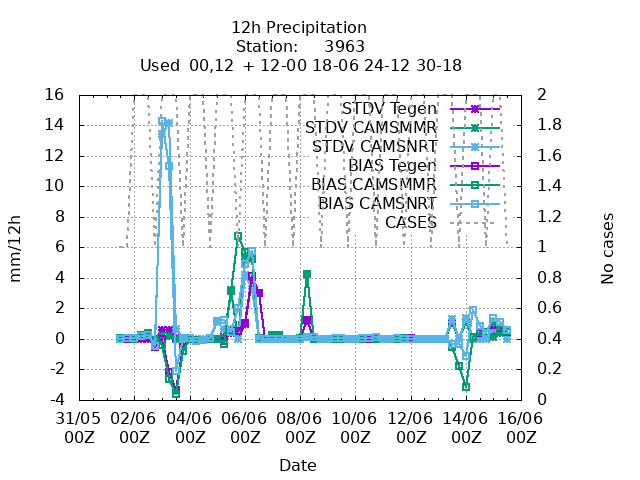 12h Precipitation
Station: 3963
Used 00,12 + 12-00 18-06 24-12 30-18
16 2
14 1.8
12 1.6
10 1.4
8 1.2
6 1
4 0.8
2 0.6
0 0.4
-2 0.2
-4 0
STDV Tegen
STDV CAMSMMR
STDV CAMSNRT
BIAS Tegen
BIAS CAMSMMR
BIAS CAMSNRT
CASES
mm/12h
No cases
31/05 02/06 04/06 06/06 08/06 10/06 12/06 14/06 16/06
00Z 00Z 00Z 00Z 00Z 00Z 00Z 00Z 00Z
Date